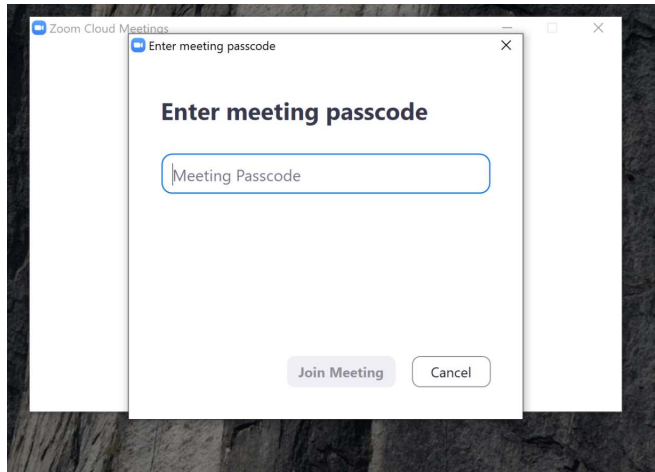 Zoom Cloud Meetings
Enter meeting passcode
Enter meeting passcode
Meeting Passcode
Join Meeting
Cancel